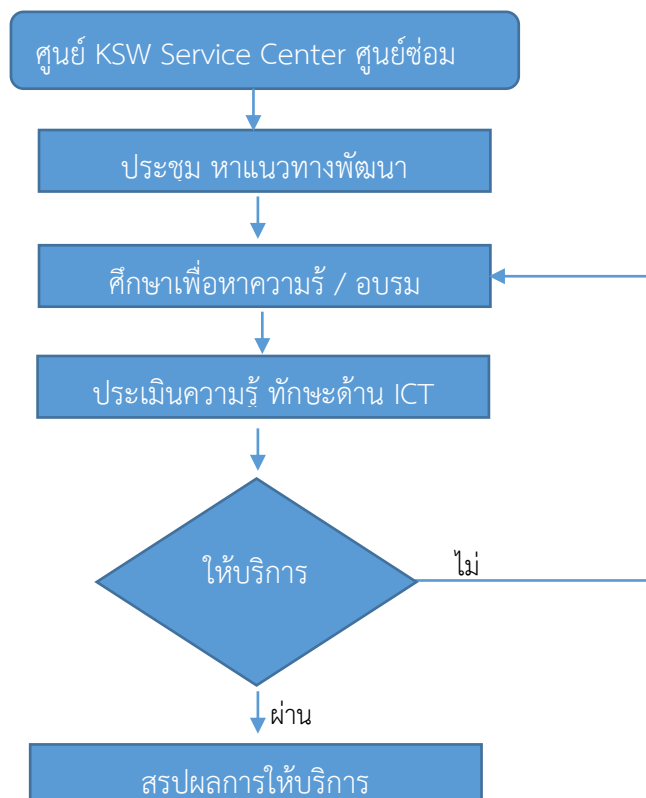 ศูนย์ KSW Service Center ศูนย์ซ่อม
ประชุม หาแนวทางพัฒนา
ศึกษาเพื่อหาความรู้ / อบรม
ประเมินความรู้ ทักษะด้าน ICT
ให้บริการ
ไม่
ผ่าน
สรุปผลการให้บริการ